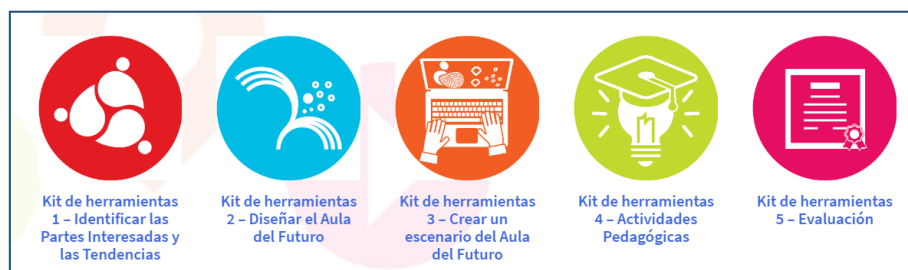 Kit de herramientas
1 – Identificar las
Partes Interesadas y
las Tendencias
Kit de herramientas
2 – Diseñar el Aula
del Futuro
Kit de herramientas
3 – Crear un
escenario del Aula
del Futuro
Kit de herramientas
4 – Actividades
Pedagógicas
Kit de herramientas
5 – Evaluación